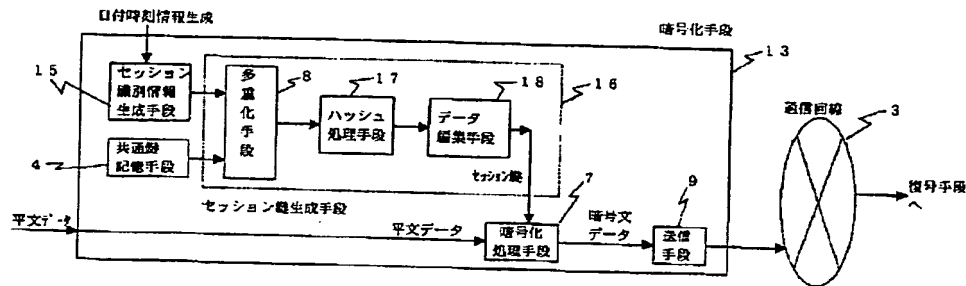 日付時刻情報生成
暗号化手段
13
15
セッション
識別情報
生成手段
多
重
化
手
段
8
17
ハッシュ
処理手段
18
データ
編集手段
16
通信回線
3
4
共通鍵
記憶手段
セッション鍵
復号手段
へ
セッション鍵生成手段
7
9
平文データ
平文データ
暗号化
処理手段
暗号文
データ
送信
手段